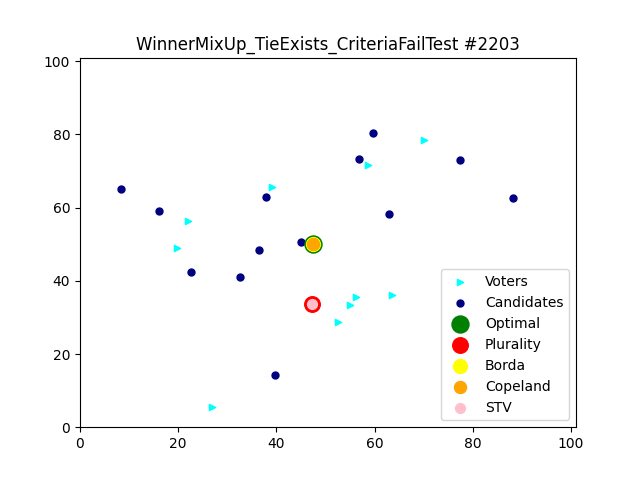 WinnerMixUp_TieExists_CriteriaFailTest #2203
100
80
60
40
20
0
0 20 40 60 80 100
Voters
Candidates
Optimal
Plurality
Borda
Copeland
STV